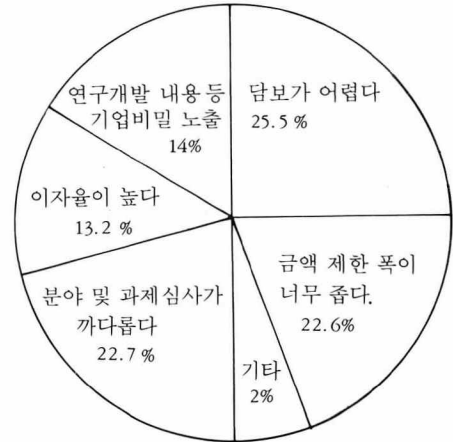 담보가 어렵다
25.5 %
금액 제한 폭이
너무 좁다.
22.6%
기타
2%
분야 및 과제심사가
까다롭다
22.7 %
이자율이 높다
13.2 %
연구개발 내용등
기업비밀 노출
14%